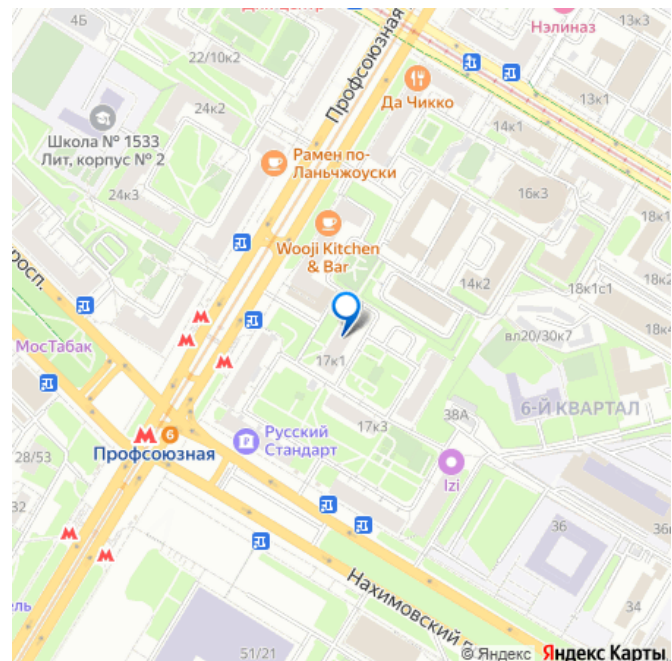 4Б
22/10к2
Нэлиназ
13к3
24к2
Профсоюзная
Да Чикко
13к1
14к1
Школа № 1533
Лит, корпус № 2
Рамен по-
Ланьчжоуски
24к3
16к3
Wooji Kitchen
& Bar
14к2
18к1с1
18к2
18к4
вл20/30к7
МосТабак
17к1
38А
6-Й КВАРТАЛ
17к3
6
Профсоюзная
Русский
Стандарт
28/53
Izi
32
36
34
Нахимовский
51/21
© Яндекс Яндекс Карты